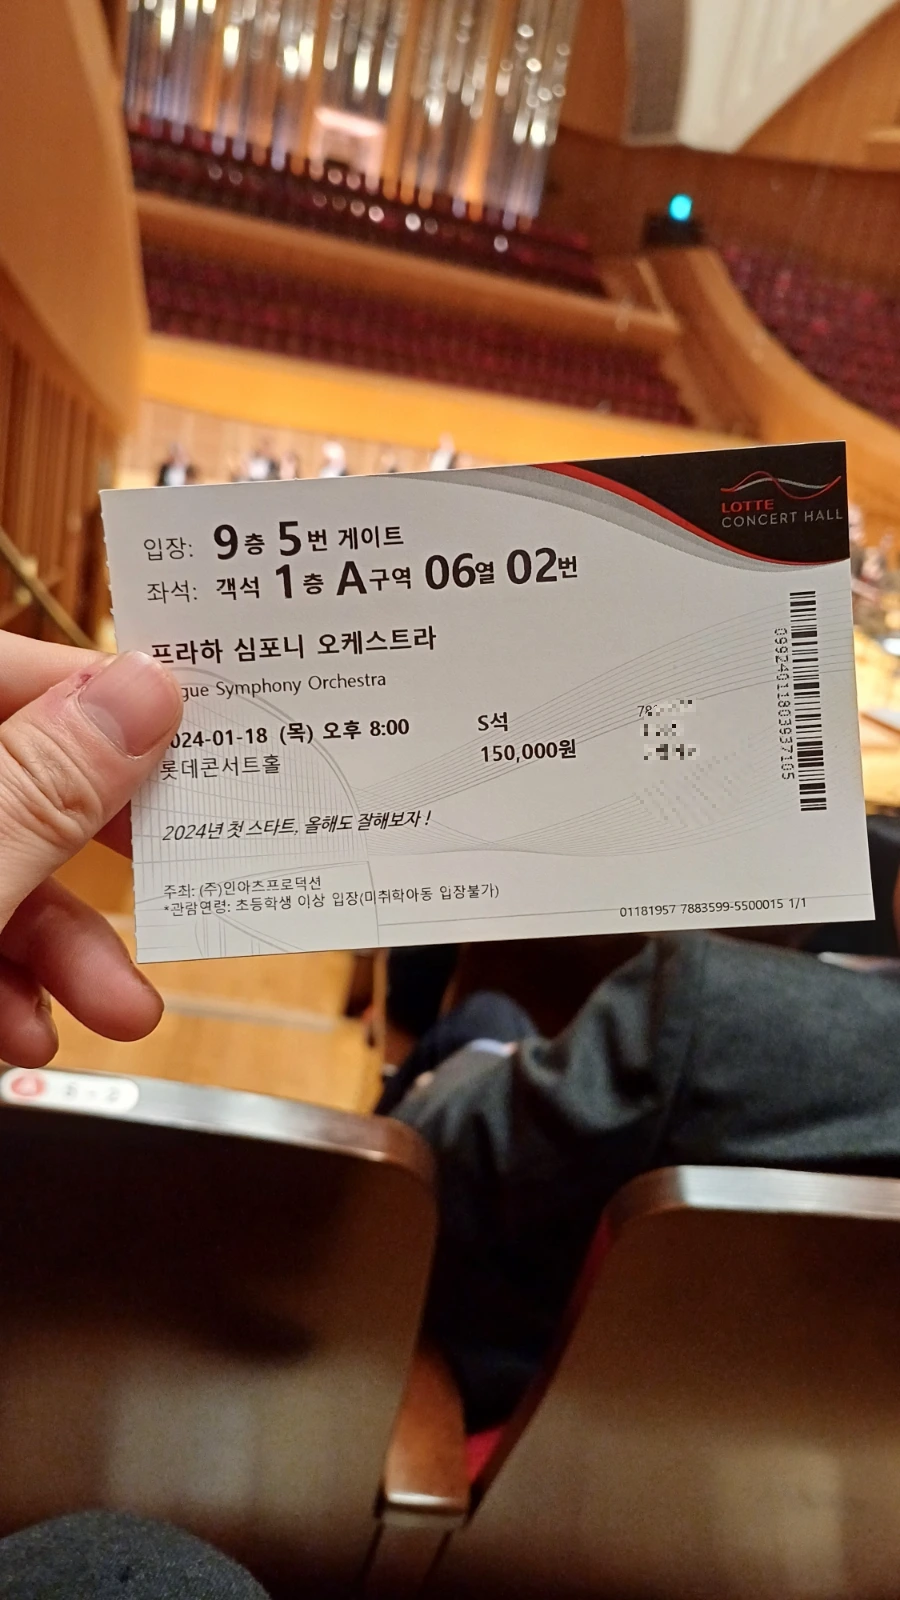 LOTTE
CONCERT HALL
입장: 9층 5번 게이트
좌석: 객석 1층 A구역 06열 02번
프라하 심포니 오케스트라
gue Symphony Orchestra
024-01-18 (목) 오후 8:00
롯데콘서트홀
S석
150,000원
78
2024년 첫 스타트, 올해도 잘해보자 !
주최: (주)인아츠프로덕션
*관람연령: 초등학생 이상 입장(미취학아동 입장불가)
01181957 7883599-5500015 1/1
09924011803937105